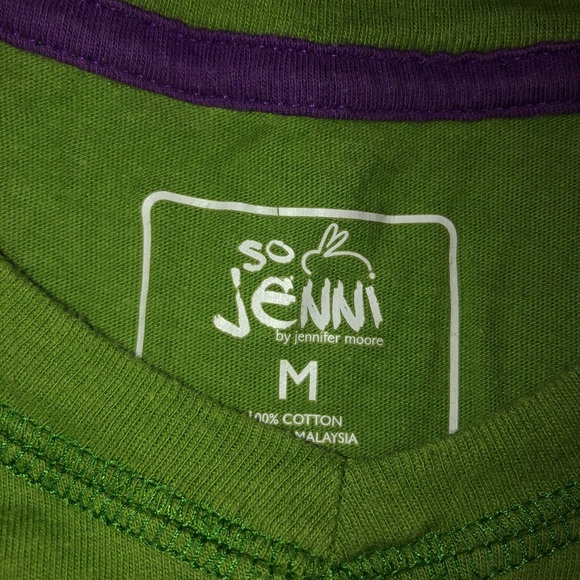 so
JENNI
by jennifer moore
M
100% COTTON
MALAYSIA